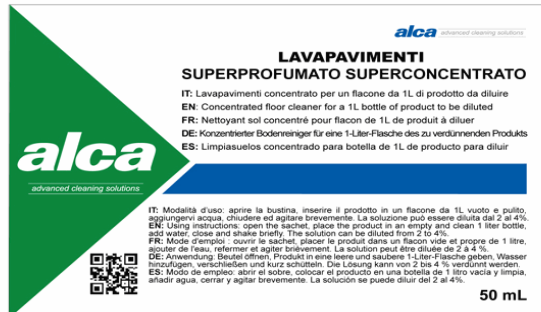 alca advanced cleaning solutions
LAVAPAVIMENTI
SUPERPROFUMATO SUPERCONCENTRATO
IT: Lavapavimenti concentrato per un flacone da 1L di prodotto da diluire
EN: Concentrated floor cleaner for a 1L bottle of product to be diluted
FR: Nettoyant sol concentré pour flacon de 1L de produit à diluer
DE: Konzentrierter Bodenreiniger für eine 1-Liter-Flasche des zu verdünnenden Produkts
ES: Limpiasuelos concentrado para botella de 1L de producto para diluir
alca
advanced cleaning solutions
IT: Modalità d'uso: aprire la bustina, inserire il prodotto in un flacone da 1L vuoto e pulito,
aggiungervi acqua, chiudere ed agitare brevemente. La soluzione può essere diluita dal 2 al 4%.
EN: Using instructions: open the sachet, place the product in an empty and clean 1 liter bottle,
add water, close and shake briefly. The solution can be diluted from 2 to 4%.
FR: Mode d'emploi : ouvrir le sachet, placer le produit dans un flacon vide et propre de 1 litre,
ajouter de l'eau, refermer et agiter brièvement. La solution peut être diluée de 2 à 4 %.
DE: Anwendung: Beutel öffnen, Produkt in eine leere und saubere 1-Liter-Flasche geben, Wasser
hinzufügen, verschließen und kurz schütteln. Die Lösung kann von 2 bis 4 % verdünnt werden.
ES: Modo de empleo: abrir el sobre, colocar el producto en una botella de 1 litro vacía y limpia,
añadir agua, cerrar y agitar brevemente. La solución se puede diluir del 2 al 4%.
50 mL